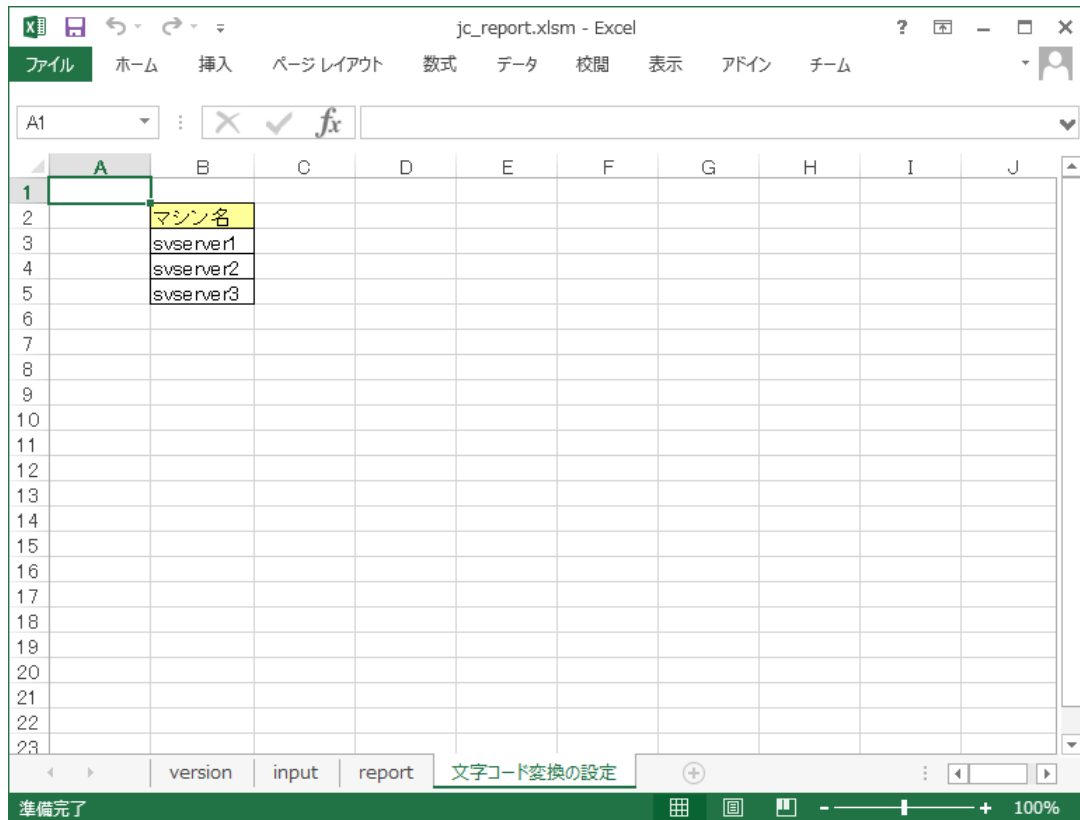 jc_report.xlsm - Excel
?
ファイル ホーム 挿入 ページ レイアウト 数式 データ 校閲 表示 アドイン チーム
A1 fx
A B C D E F G H I J
1
2 マシン名
3 svserver1
4 svserver2
5 svserver3
6
7
8
9
10
11
12
13
14
15
16
17
18
19
20
21
22
23
version input report 文字コード変換の設定
準備完了 - + 100%